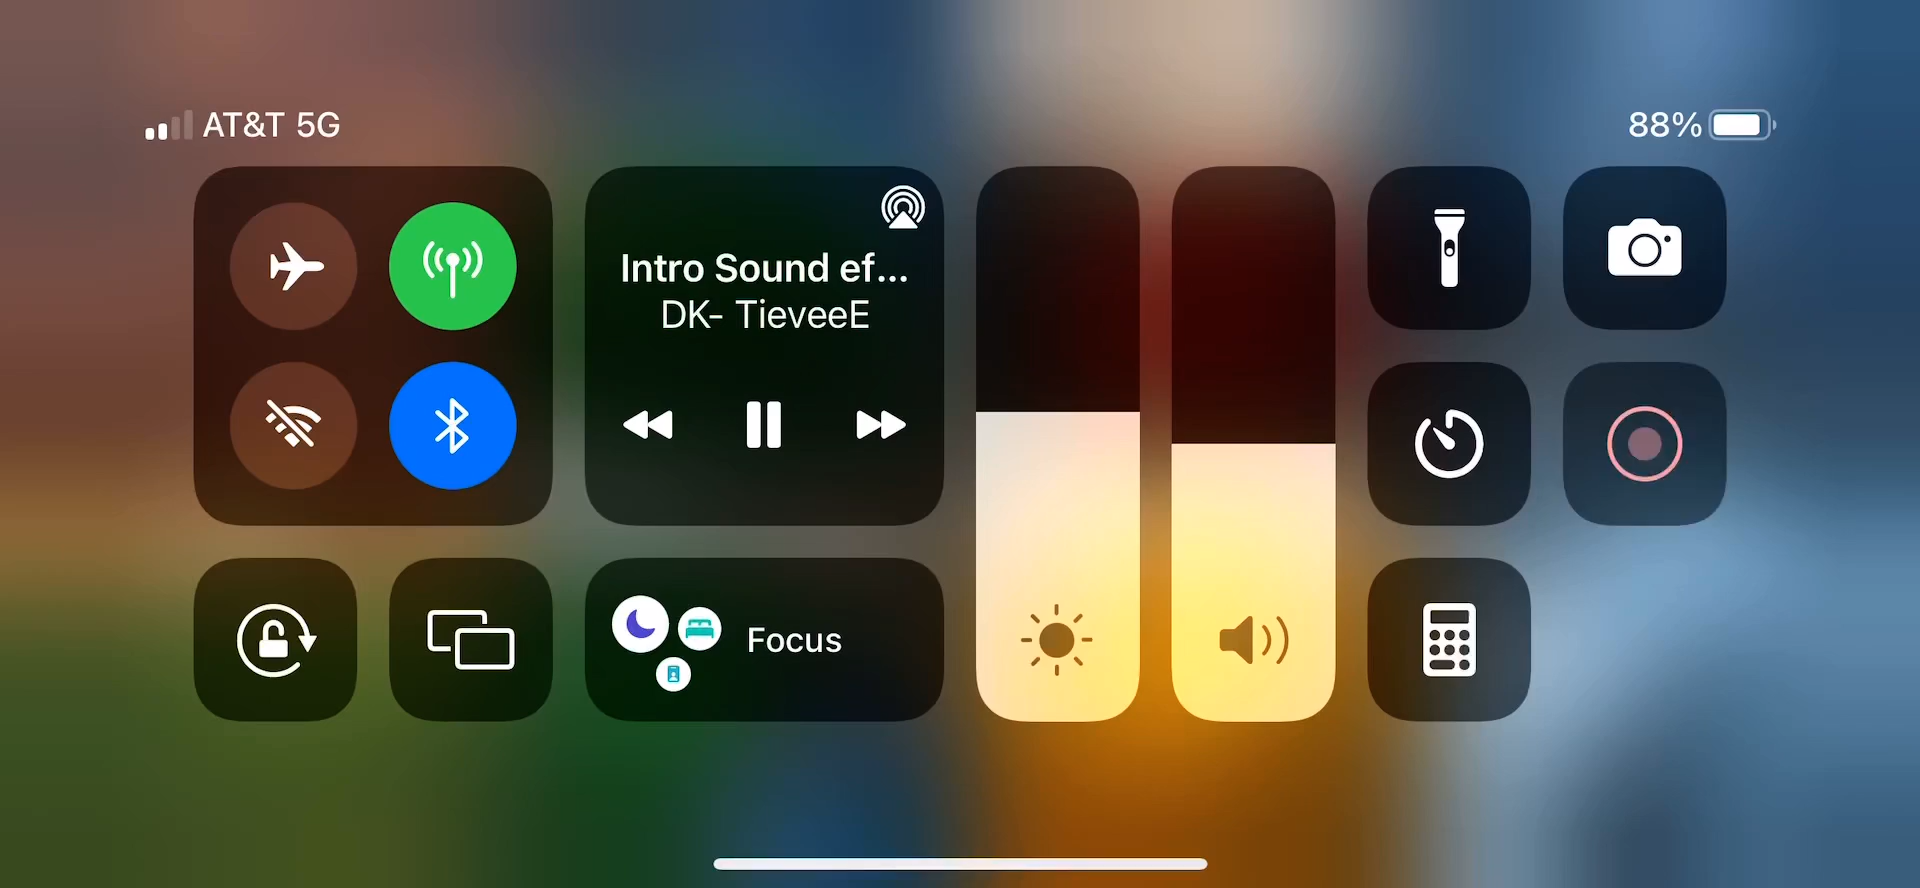 AT&T 5G
88%
Intro Sound ef...
DK- TieveeE
Focus